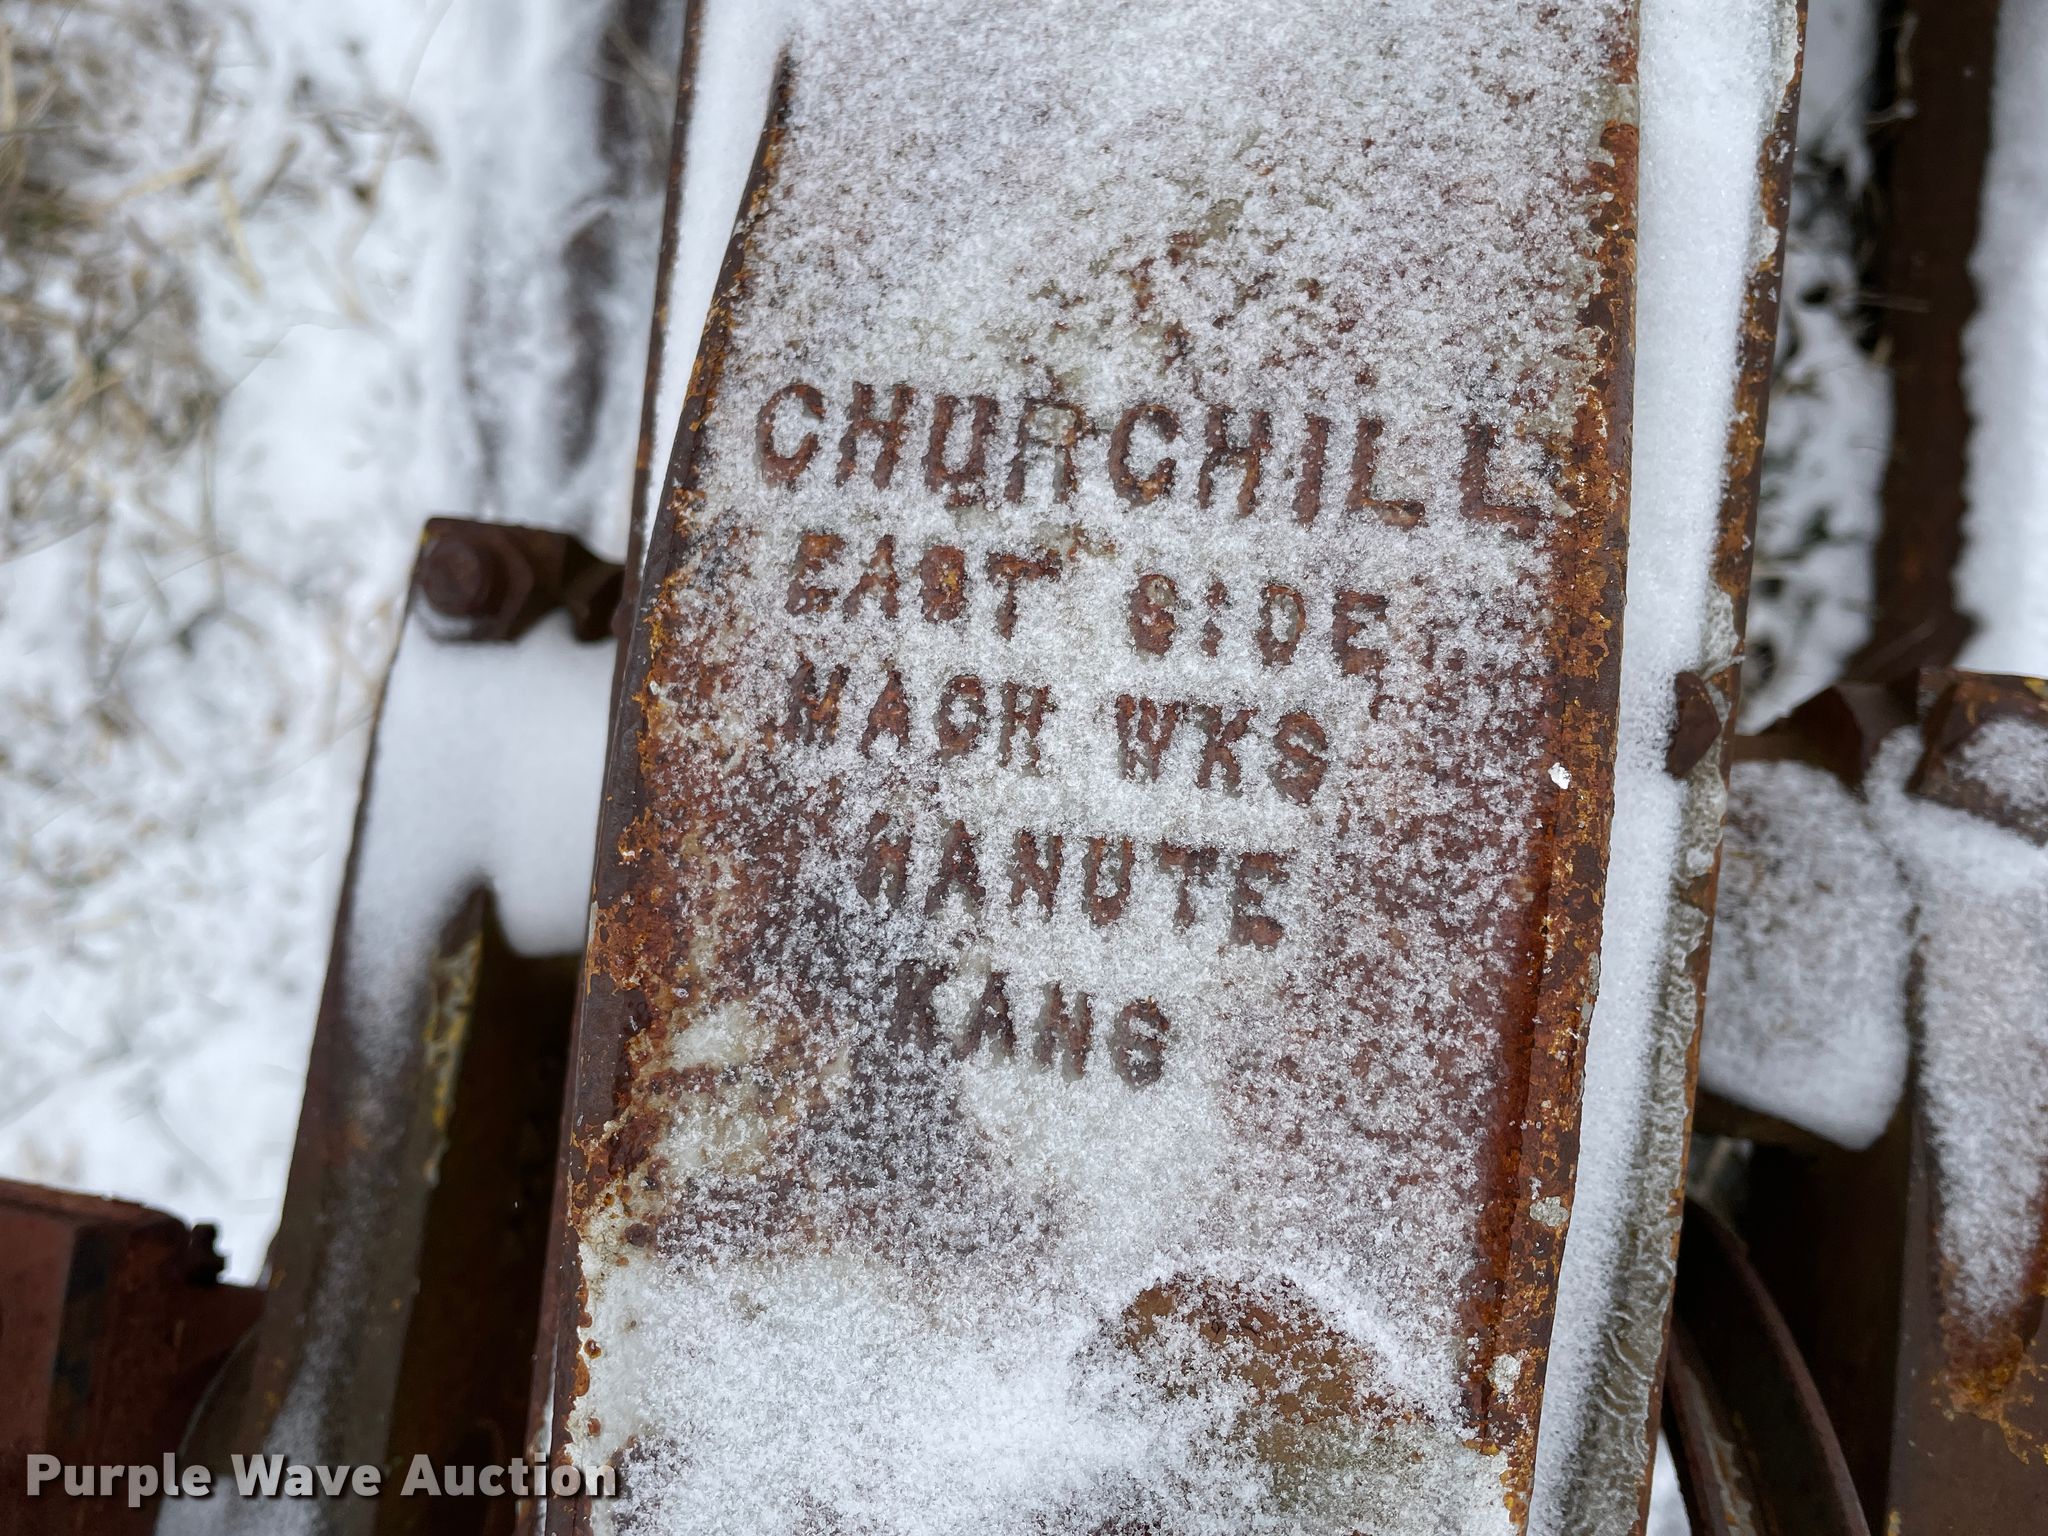 CHURCHILL
EAST SIDE
MACH WKS
CHANUTE
KANS
Purple Wave Auction